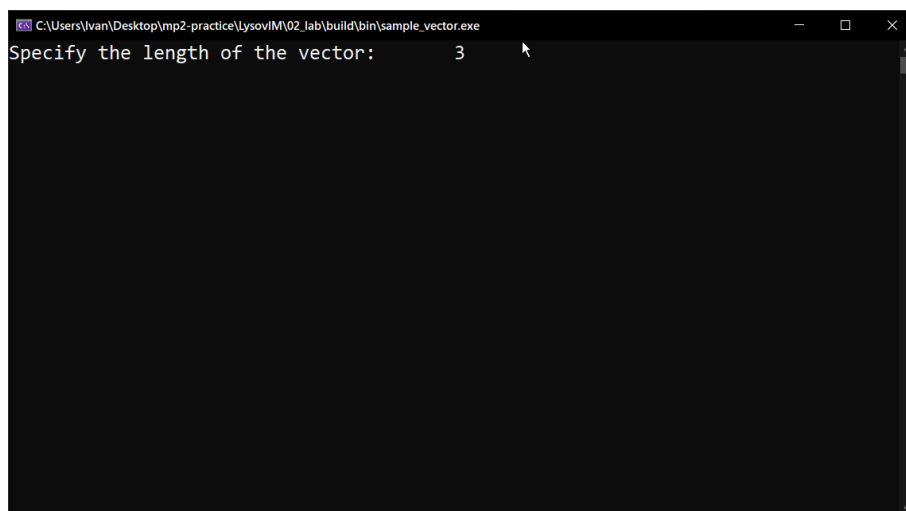 C:\Users\Ivan\Desktop\mp2-practice\LysovIM\02_lab\build\bin\sample_vector.exe
Specify the length of the vector: 3